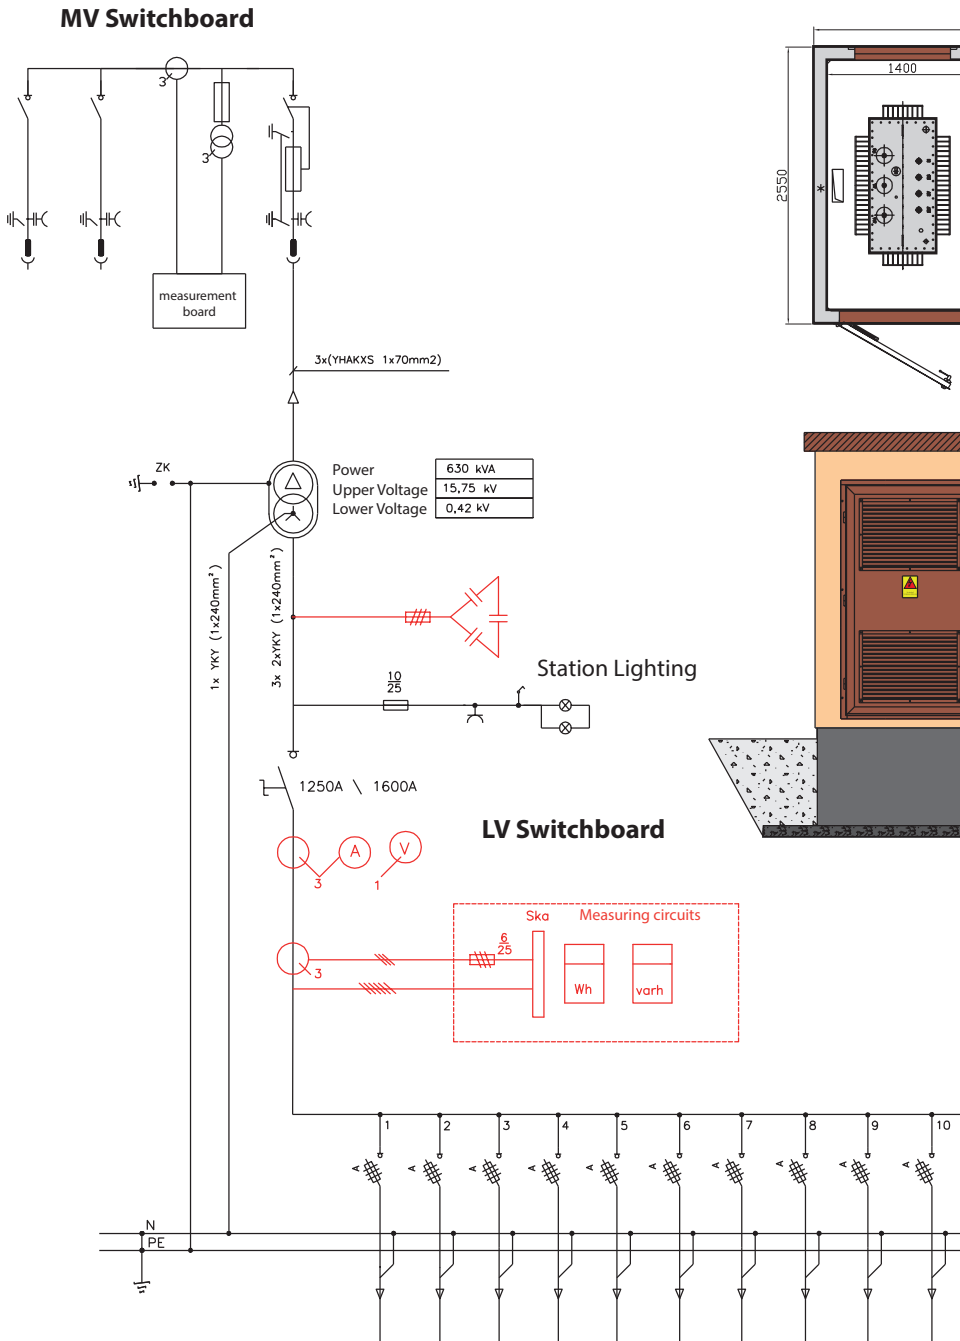 MV Switchboard
3
3
measurement
board
1400
2550
*
3x(YHAKXS 1x70mm2)
ZK
Power 630 kVA
Upper Voltage 15,75 kV
Lower Voltage 0,42 kV
1x YKY (1x240mm²)
3x 2xYKY (1x240mm²)
10
25
Station Lighting
1250A \ 1600A
LV Switchboard
A
V
3
1
Ska
Measuring circuits
6
25
3
Wh
varh
1 2 3 4 5 6 7 8 9 10
A A A A A A A A A A
N
PE